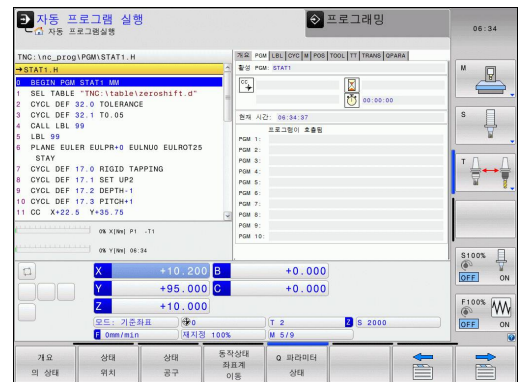 자동 프로그램 실행
자동 프로그램실행
프로그래밍
06:34
TNC:\nc_prog\PGM\STAT1.H
→STAT1.H
0 BEGIN PGM STAT1 MM
1 SEL TABLE "TNC:\table\zeroshift.d"
2 CYCL DEF 32.0 TOLERANCE
3 CYCL DEF 32.1 T0.05
4 CALL LBL 99
5 LBL 99
6 PLANE EULER EULPR+0 EULNU0 EULROT25
STAY
7 CYCL DEF 17.0 RIGID TAPPING
8 CYCL DEF 17.1 SET UP2
9 CYCL DEF 17.2 DEPTH-1
10 CYCL DEF 17.3 PITCH+1
11 CC X+22.5 Y+35.75
0% X[Nm] P1 -T1
0% Y[Nm] 06:34
개요 PGM LBL CYC M POS TOOL TT TRANS QPARA
활성 PGM: STAT1
CC
00:00:00
현재 시간: 06:34:37
프로그램이 호출됨
PGM 1:
PGM 2:
PGM 3:
PGM 4:
PGM 5:
PGM 6:
PGM 7:
PGM 8:
PGM 9:
PGM 10:
X +10.200 B +0.000
Y +95.000 C +0.000
Z +10.000
모드: 기준좌표 0 T 2 Z S 2000
F 0mm/min 재지정 100% M 5/9
M
S
T
S100%
OFF ON
F100%
OFF ON
개요
의 상태
상태
위치
상태
공구
동작상태
좌표계
이동
Q 파라미터
상태